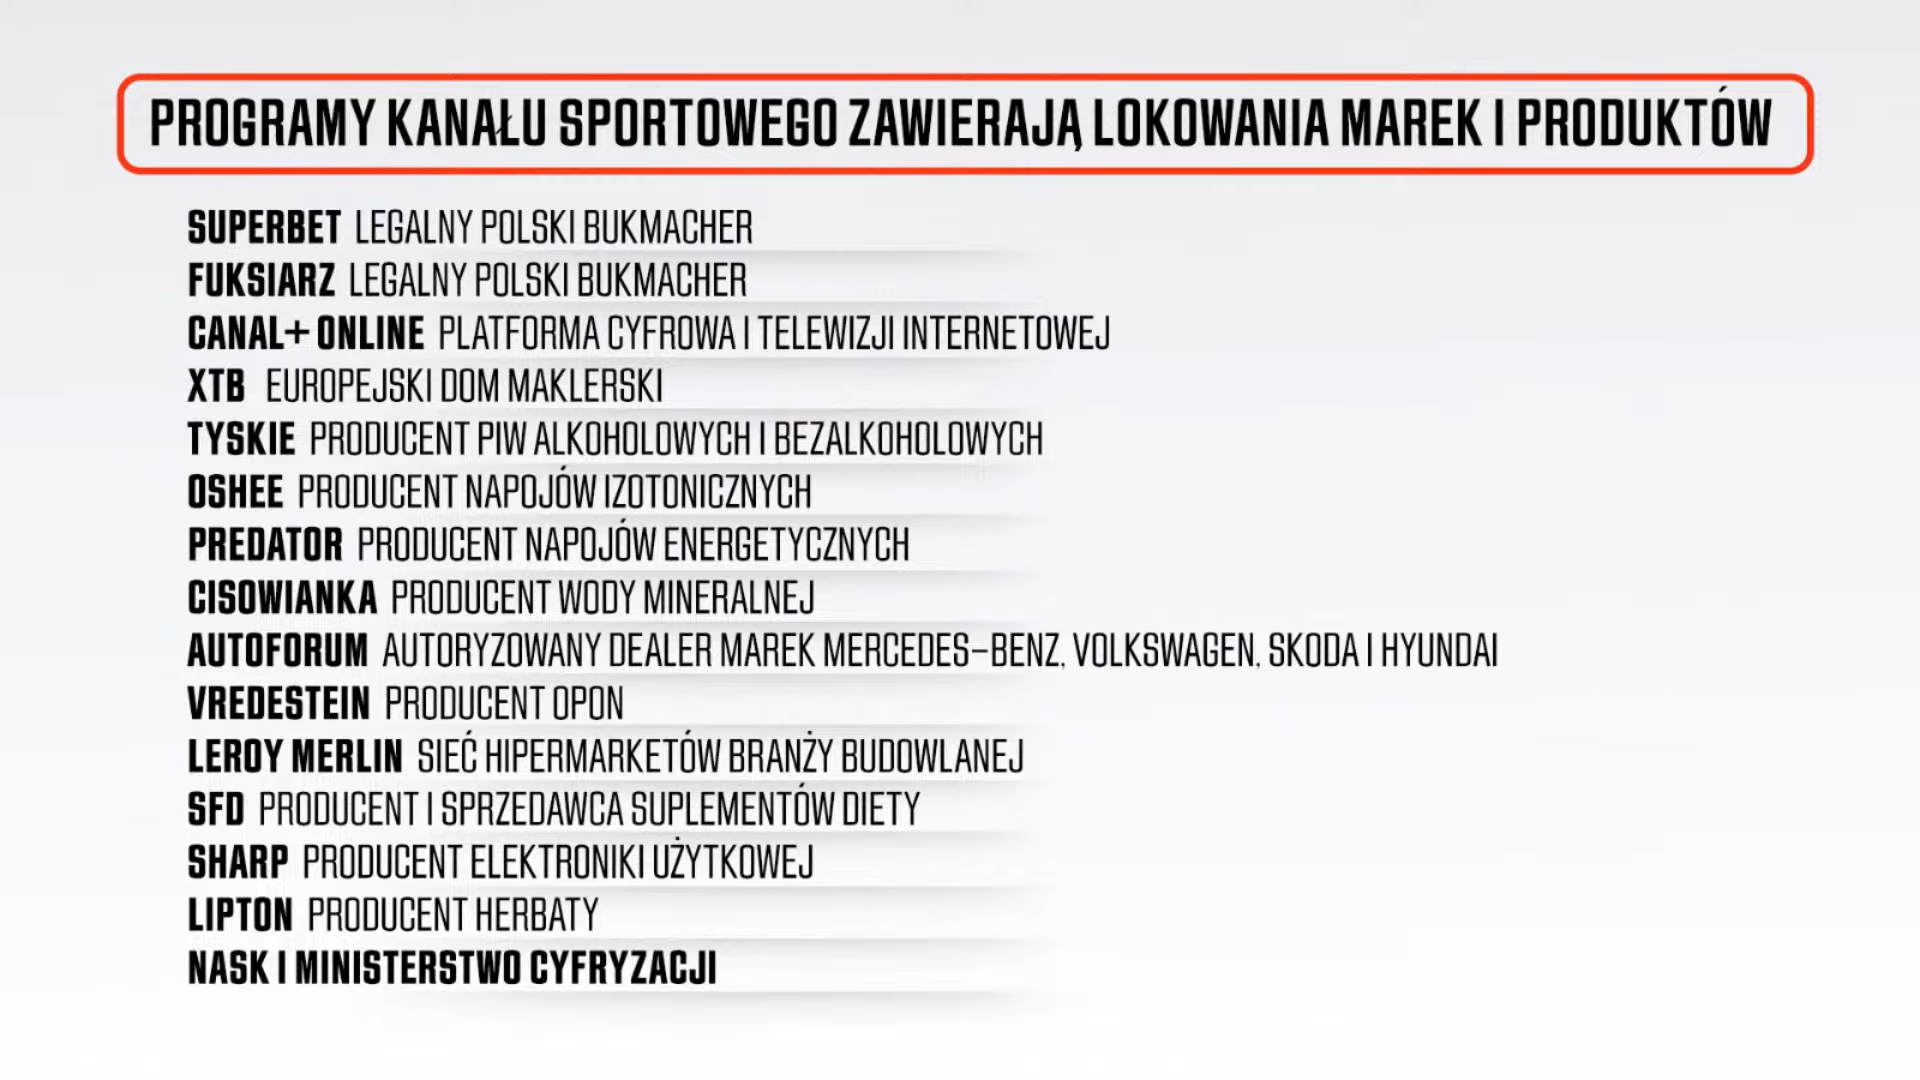 PROGRAMY KANAŁU SPORTOWEGO ZAWIERAJĄ LOKOWANIA MAREK I PRODUKTÓW
SUPERBET LEGALNY POLSKI BUKMACHER
FUKSIARZ LEGALNY POLSKI BUKMACHER
CANAL+ ONLINE PLATFORMA CYFROWA I TELEWIZJI INTERNETOWEJ
XTB EUROPEJSKI DOM MAKLERSKI
TYSKIE PRODUCENT PIW ALKOHOLOWYCH I BEZALKOHOLOWYCH
OSHEE PRODUCENT NAPOJÓW IZOTONICZNYCH
PREDATOR PRODUCENT NAPOJÓW ENERGETYCZNYCH
CISOWIANKA PRODUCENT WODY MINERALNEJ
AUTOFORUM AUTORYZOWANY DEALER MAREK MERCEDES-BENZ, VOLKSWAGEN, SKODA I HYUNDAI
VREDESTEIN PRODUCENT OPON
LEROY MERLIN SIEĆ HIPERMARKETÓW BRANŻY BUDOWLANEJ
SFD PRODUCENT I SPRZEDAWCA SUPLEMENTÓW DIETY
SHARP PRODUCENT ELEKTRONIKI UŻYTKOWEJ
LIPTON PRODUCENT HERBATY
NASK I MINISTERSTWO CYFRYZACJI